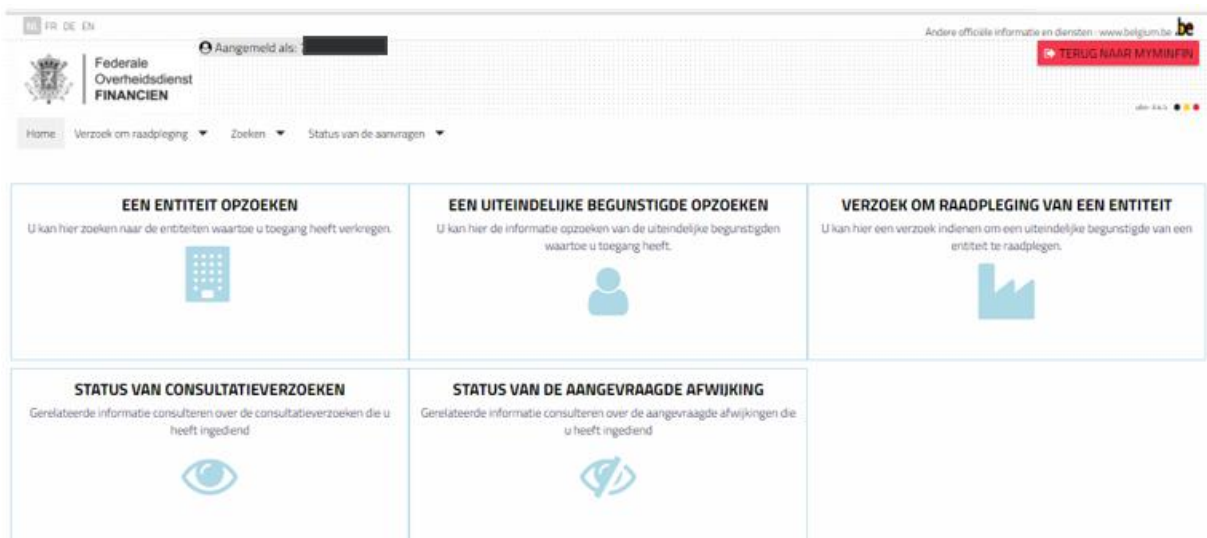 NL FR DE EN
Andere officiële informatie en diensten : www.belgium.be .be
Aangemeld als:
TERUG NAAR MYMINFIN
Federale
Overheidsdienst
FINANCIEN
Home Verzoek om raadpleging Zoeken Status van de aanvragen
EEN ENTITEIT OPZOEKEN
U kan hier zoeken naar de entiteiten waartoe u toegang heeft verkregen.
EEN UITEINDELIJKE BEGUNSTIGDE OPZOEKEN
U kan hier de informatie opzoeken van de uiteindelijke begunstigden
waartoe u toegang heeft.
VERZOEK OM RAADPLEGING VAN EEN ENTITEIT
U kan hier een verzoek indienen om een uiteindelijke begunstigde van een
entiteit te raadplegen.
STATUS VAN CONSULTATIEVERZOEKEN
Gerelateerde informatie consulteren over de consultatieverzoeken die u
heeft ingediend
STATUS VAN DE AANGEVRAAGDE AFWIJKING
Gerelateerde informatie consulteren over de aangevraagde afwijkingen die
u heeft ingediend